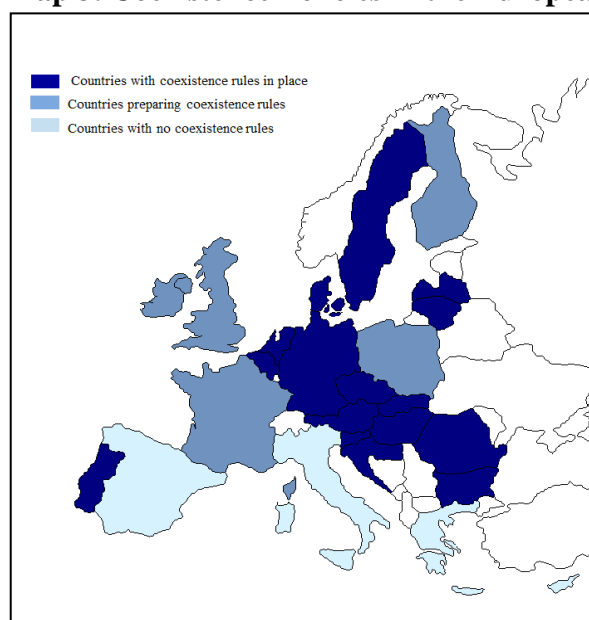 Countries with coexistence rules in place
Countries preparing coexistence rules
Countries with no coexistence rules